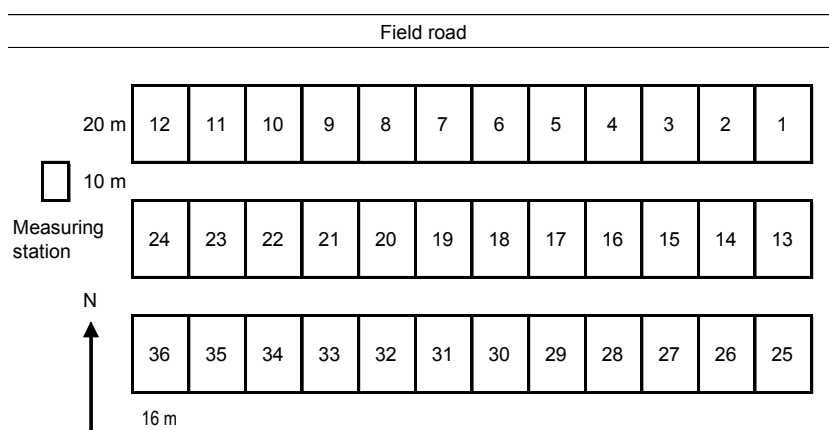 Field road
20 m 12 11 10 9 8 7 6 5 4 3 2 1
10 m
Measuring
station
24 23 22 21 20 19 18 17 16 15 14 13
N
36 35 34 33 32 31 30 29 28 27 26 25
16 m